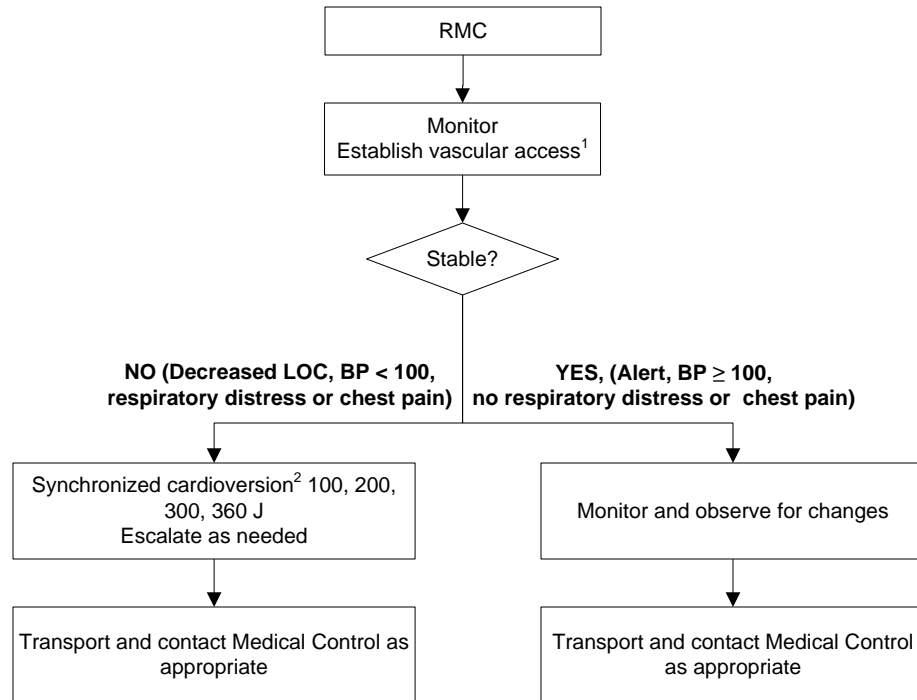 RMC
Monitor
Establish vascular access¹
Stable?
NO (Decreased LOC, BP < 100,
respiratory distress or chest pain)
YES, (Alert, BP ≥ 100,
no respiratory distress or chest pain)
Synchronized cardioversion² 100, 200,
300, 360 J
Escalate as needed
Monitor and observe for changes
Transport and contact Medical Control as
appropriate
Transport and contact Medical Control
as appropriate